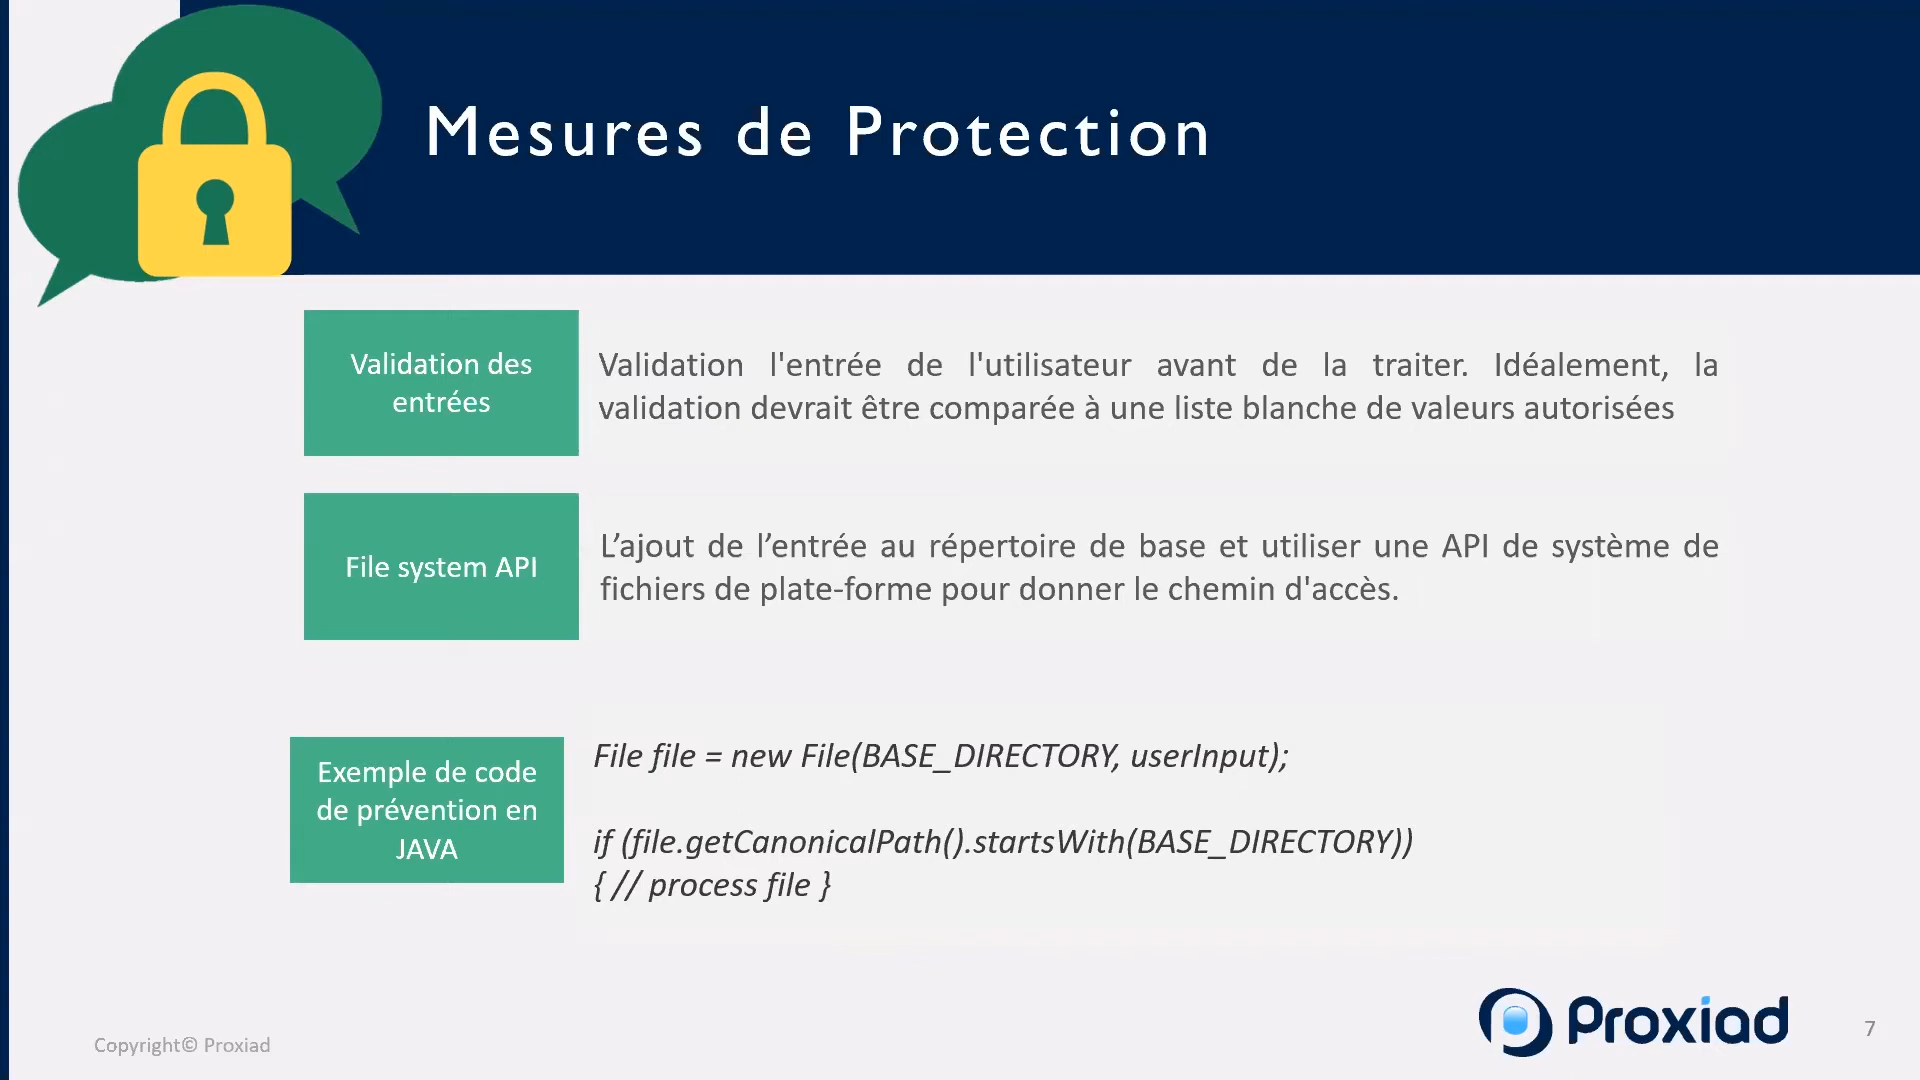 Mesures de Protection
Validation des
entrées
Validation l'entrée de l'utilisateur avant de la traiter. Idéalement, la
validation devrait être comparée à une liste blanche de valeurs autorisées
File system API
L’ajout de l’entrée au répertoire de base et utiliser une API de système de
fichiers de plate-forme pour donner le chemin d'accès.
Exemple de code
de prévention en
JAVA
File file = new File(BASE_DIRECTORY, userInput);
if (file.getCanonicalPath().startsWith(BASE_DIRECTORY))
{ // process file }
Copyright© Proxiad
Proxiad
7